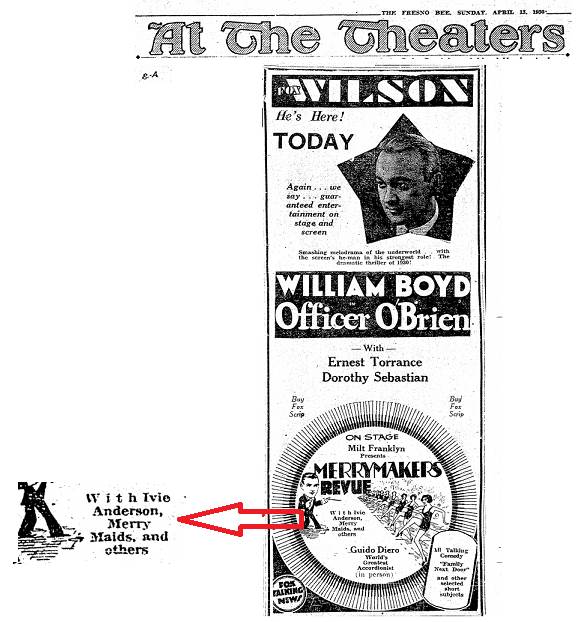 THE FRESNO BEE, SUNDAY, APRIL 13, 1930
At The Theaters
8-A
FOX WILSON
He's Here!
TODAY
Again . . . we
say . . . guar-
anteed enter-
tainment on
stage and
screen
Smashing melodrama of the underworld . . with
the screen's he-man in his strongest role! The
dramatic thriller of 1930!
WILLIAM BOYD
in
Officer O'Brien
— With —
Ernest Torrance
Dorothy Sebastian
Buy
Fox
Scrip
Buy
Fox
Scrip
ON STAGE
Milt Franklyn
Presents
MERRYMAKERS
REVUE
With Ivie
Anderson,
Merry
Maids, and
others
Guido Diero
World's
Greatest
Accordionist
(in person)
FOX
TALKING
NEWS
All Talking
Comedy
"Family
Next Door"
and other
selected
short
subjects
With Ivie
Anderson,
Merry
Maids, and
others